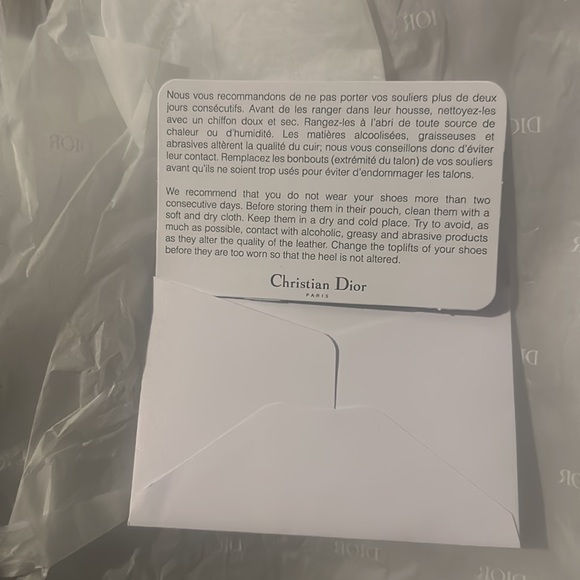 DIOR
DIOR
DIOR
Nous vous recommandons de ne pas porter vos souliers plus de deux
jours consécutifs. Avant de les ranger dans leur housse, nettoyez-les
avec un chiffon doux et sec. Rangez-les à l'abri de toute source de
chaleur ou d'humidité. Les matières alcoolisées, graisseuses et
abrasives altèrent la qualité du cuir; nous vous conseillons donc d'éviter
leur contact. Remplacez les bonbouts (extrémité du talon) de vos souliers
avant qu'ils ne soient trop usés pour éviter d'endommager les talons.
We recommend that you do not wear your shoes more than two
consecutive days. Before storing them in their pouch, clean them with a
soft and dry cloth. Keep them in a dry and cold place. Try to avoid, as
much as possible, contact with alcoholic, greasy and abrasive products
as they alter the quality of the leather. Change the toplifts of your shoes
before they are too worn so that the heel is not altered.
Christian Dior
PARIS
DIOR
DIOR